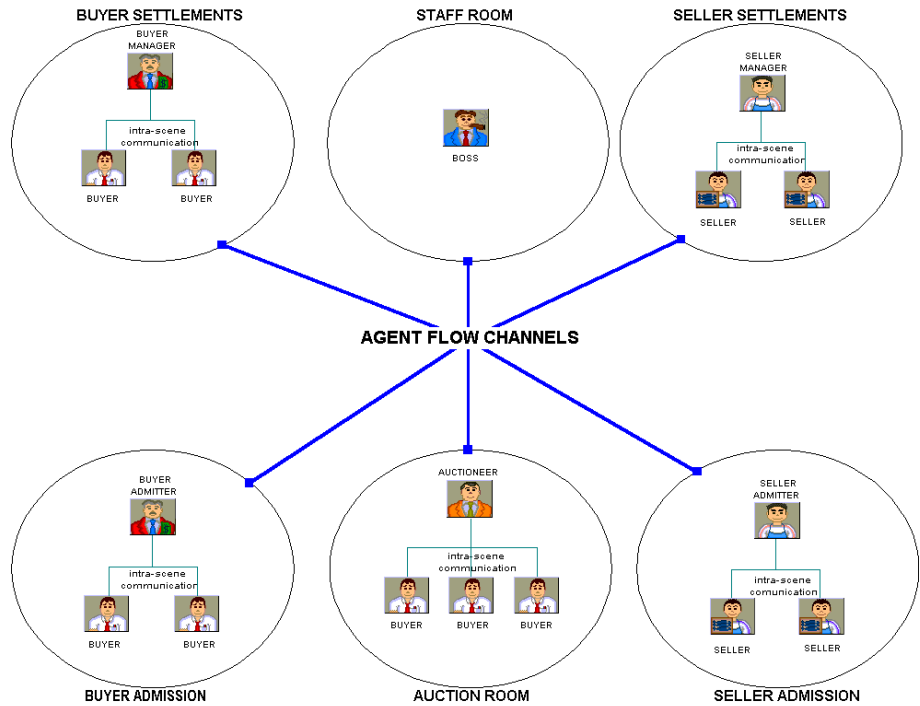 BUYER SETTLEMENTS
STAFF ROOM
SELLER SETTLEMENTS
BUYER
MANAGER
intra-scene
communication
BUYER
BUYER
BOSS
SELLER
MANAGER
intra-scene
communication
SELLER
SELLER
AGENT FLOW CHANNELS
BUYER
ADMITTER
intra-scene
communication
BUYER
BUYER
AUCTIONEER
intra-scene
communication
BUYER
BUYER
BUYER
SELLER
ADMITTER
intra-scene
comunication
SELLER
SELLER
BUYER ADMISSION
AUCTION ROOM
SELLER ADMISSION